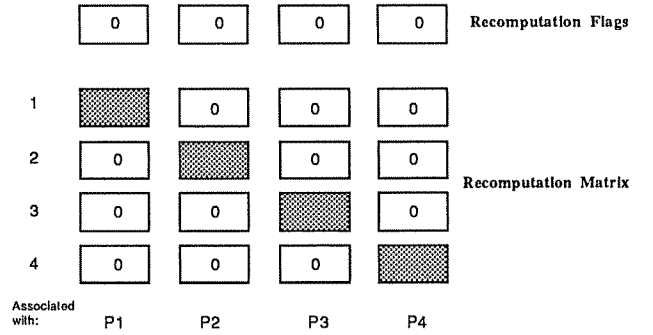 0 0 0 0 Recomputation Flags
1 0 0 0
2 0 0 0
Recomputation Matrix
3 0 0 0
4 0 0 0
Associated
with: P1 P2 P3 P4